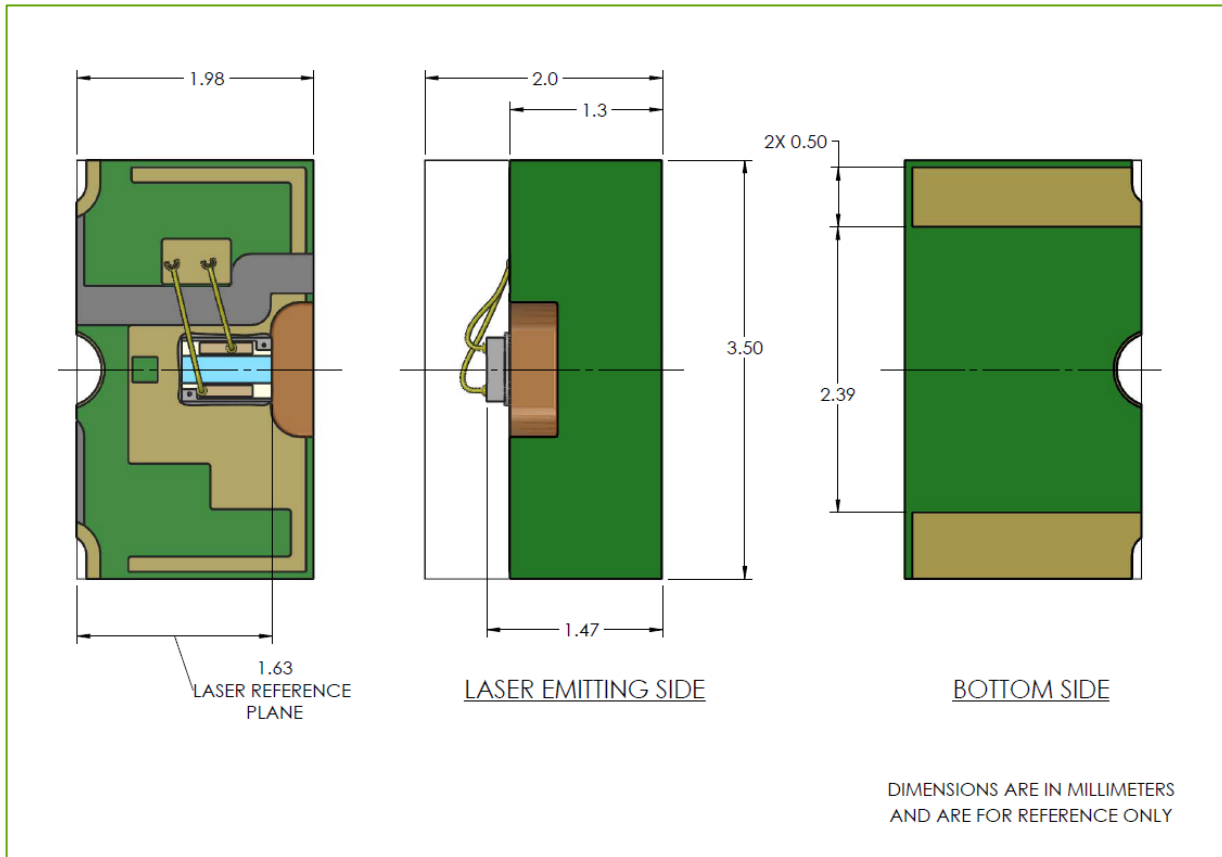 1.98
2.0
1.3
2X 0.50
3.50
2.39
1.47
1.63
LASER REFERENCE
PLANE
LASER EMITTING SIDE
BOTTOM SIDE
DIMENSIONS ARE IN MILLIMETERS
AND ARE FOR REFERENCE ONLY